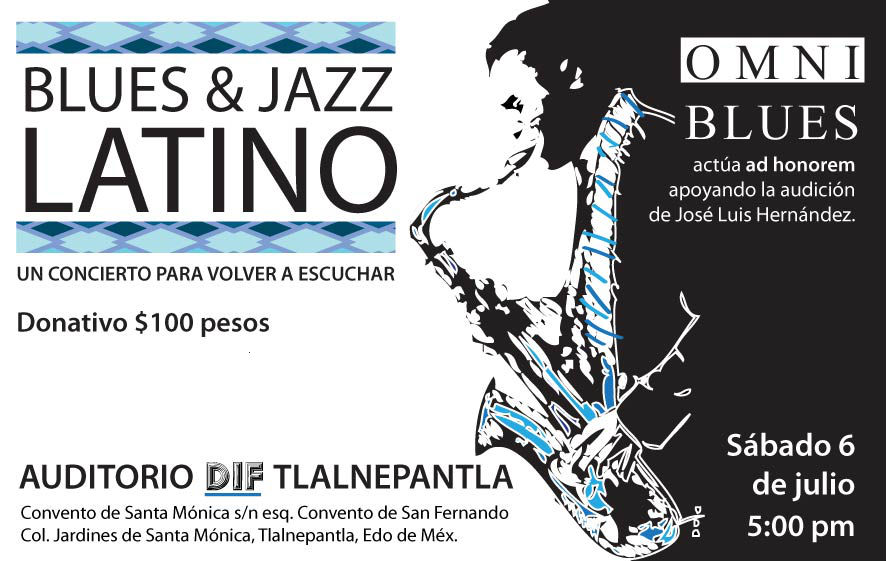 BLUES & JAZZ
LATINO
UN CONCIERTO PARA VOLVER A ESCUCHAR
Donativo $100 pesos
OMNI
BLUES
actúa ad honorem
apoyando la audición
de José Luis Hernández.
AUDITORIO DIF TLALNEPANTLA
Convento de Santa Mónica s/n esq. Convento de San Fernando
Col. Jardines de Santa Mónica, Tlalnepantla, Edo de Méx.
Sábado 6
de julio
5:00 pm